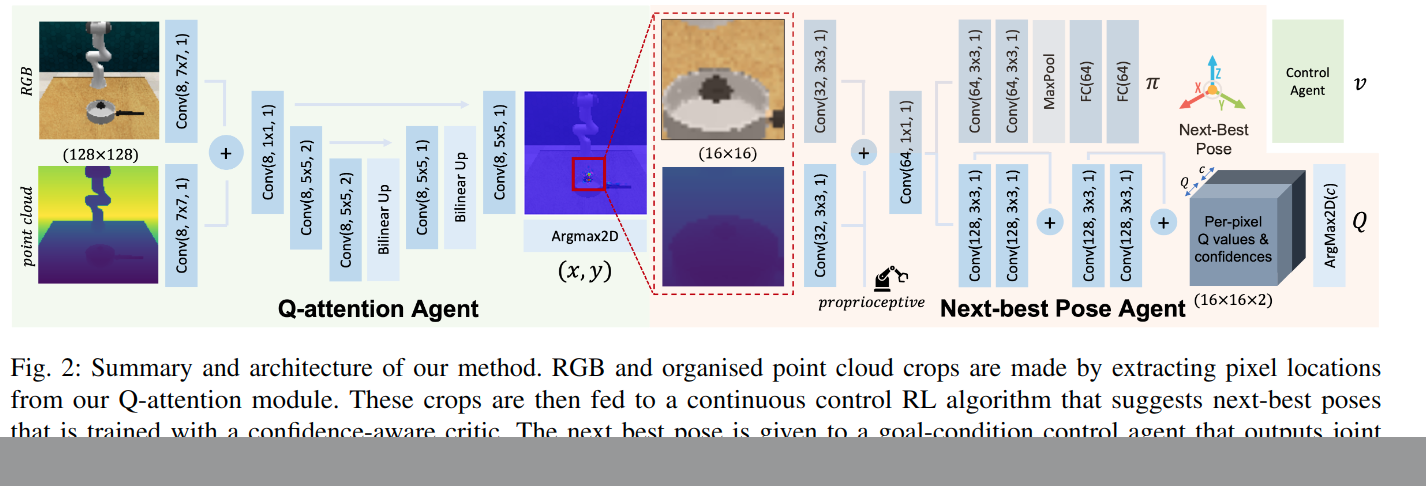 RGB
(128×128)
point cloud
Conv(8, 7x7, 1)
Conv(8, 7x7, 1)
+
Conv(8, 1x1, 1)
Conv(8, 5x5, 2)
Conv(8, 5x5, 2)
Bilinear Up
Conv(8, 5x5, 1)
Bilinear Up
Conv(8, 5x5, 1)
Argmax2D
(x, y)
Q-attention Agent
(16×16)
Conv(32, 3x3, 1)
Conv(32, 3x3, 1)
+
proprioceptive
Conv(64, 1x1, 1)
Conv(64, 3x3, 1)
Conv(64, 3x3, 1)
MaxPool
FC(64)
FC(64)
π
Z
X
Y
Next-Best
Pose
Control
Agent
v
Conv(128, 3x3, 1)
Conv(128, 3x3, 1)
+
Conv(128, 3x3, 1)
Conv(128, 3x3, 1)
+
Q
c
Per-pixel
Q values &
confidences
(16×16×2)
ArgMax2D(c)
Q
Next-best Pose Agent
Fig. 2: Summary and architecture of our method. RGB and organised point cloud crops are made by extracting pixel locations
from our Q-attention module. These crops are then fed to a continuous control RL algorithm that suggests next-best poses
that is trained with a confidence-aware critic. The next best pose is given to a goal-condition control agent that outputs joint